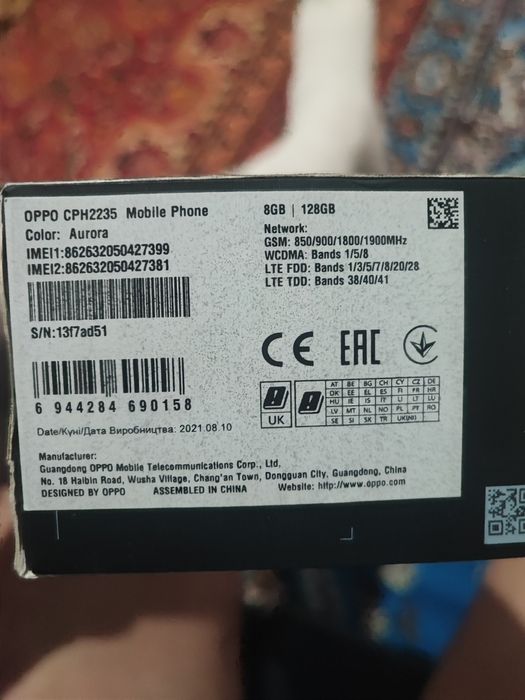 OPPO CPH2235 Mobile Phone
Color: Aurora
IMEI1:862632050427399
IMEI2:862632050427381
S/N:13f7ad51
8GB | 128GB
Network:
GSM: 850/900/1800/1900MHz
WCDMA: Bands 1/5/8
LTE FDD: Bands 1/3/5/7/8/20/28
LTE TDD: Bands 38/40/41
CE EAC
6 944284 690158
UK
AT BE BG CH CY CZ DE
DK EE EL ES FI FR HR
HU IE IS IT LI LT LU
LV MT NL NO PL PT RO
SE SI SK TR UK(NI)
Date/Күні/Дата Виробництва: 2021.08.10
Manufacturer:
Guangdong OPPO Mobile Telecommunications Corp., Ltd.
No. 18 Haibin Road, Wusha Village, Chang'an Town, Dongguan City, Guangdong, China
DESIGNED BY OPPO ASSEMBLED IN CHINA Website: http://www.oppo.com